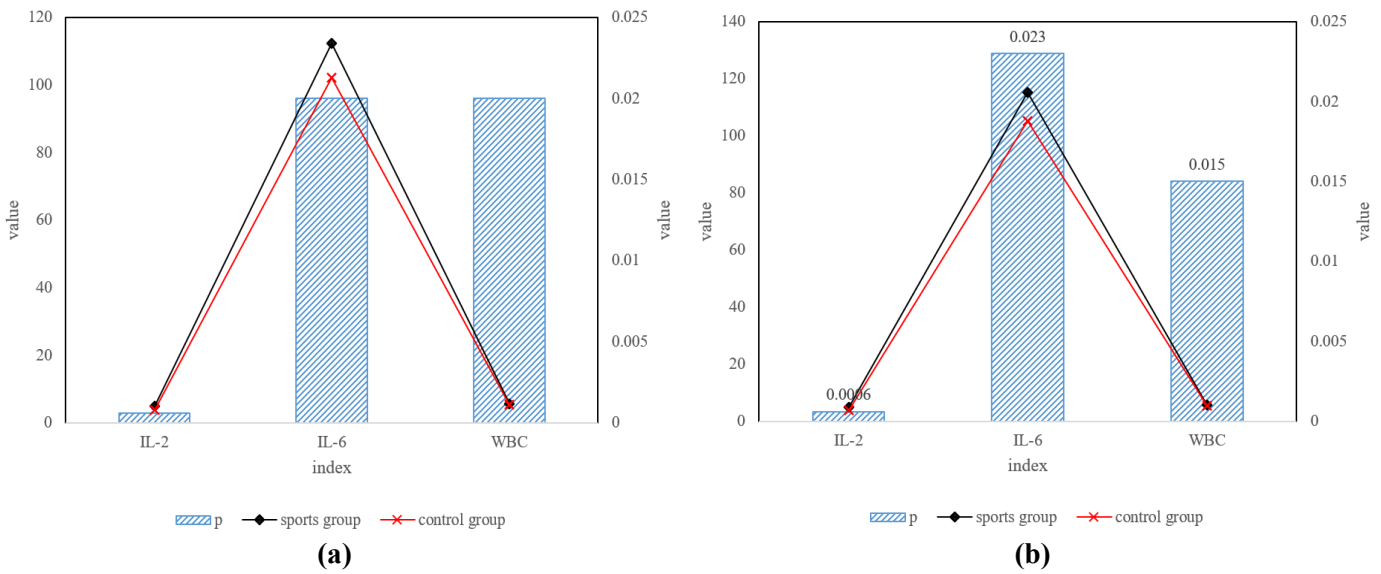 120
100
80
60
40
20
0
value
0.025
0.02
0.015
0.01
0.005
0
value
IL-2 IL-6 WBC
index
p sports group control group
(a)
140
120
100
80
60
40
20
0
value
0.023
0.015
0.0006
0.025
0.02
0.015
0.01
0.005
0
value
IL-2 IL-6 WBC
index
p sports group control group
(b)